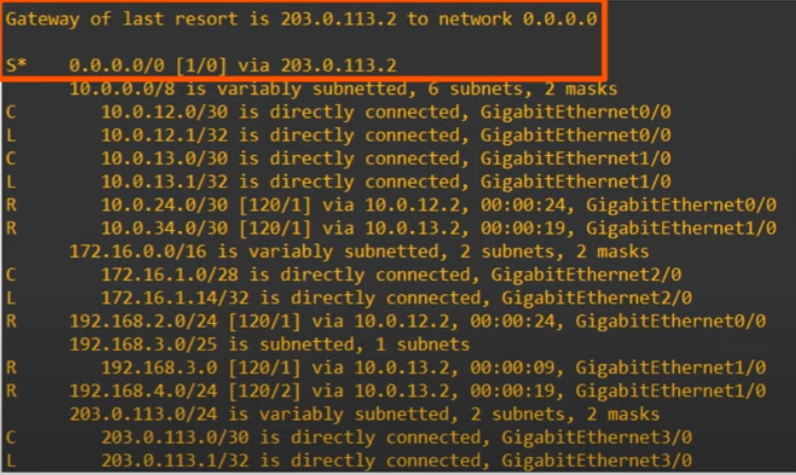 Gateway of last resort is 203.0.113.2 to network 0.0.0.0
S* 0.0.0.0/0 [1/0] via 203.0.113.2
10.0.0.0/8 is variably subnetted, 6 subnets, 2 masks
C 10.0.12.0/30 is directly connected, GigabitEthernet0/0
L 10.0.12.1/32 is directly connected, GigabitEthernet0/0
C 10.0.13.0/30 is directly connected, GigabitEthernet1/0
L 10.0.13.1/32 is directly connected, GigabitEthernet1/0
R 10.0.24.0/30 [120/1] via 10.0.12.2, 00:00:24, GigabitEthernet0/0
R 10.0.34.0/30 [120/1] via 10.0.13.2, 00:00:19, GigabitEthernet1/0
172.16.0.0/16 is variably subnetted, 2 subnets, 2 masks
C 172.16.1.0/28 is directly connected, GigabitEthernet2/0
L 172.16.1.14/32 is directly connected, GigabitEthernet2/0
R 192.168.2.0/24 [120/1] via 10.0.12.2, 00:00:24, GigabitEthernet0/0
192.168.3.0/25 is subnetted, 1 subnets
R 192.168.3.0 [120/1] via 10.0.13.2, 00:00:09, GigabitEthernet1/0
R 192.168.4.0/24 [120/2] via 10.0.13.2, 00:00:19, GigabitEthernet1/0
203.0.113.0/24 is variably subnetted, 2 subnets, 2 masks
C 203.0.113.0/30 is directly connected, GigabitEthernet3/0
L 203.0.113.1/32 is directly connected, GigabitEthernet3/0